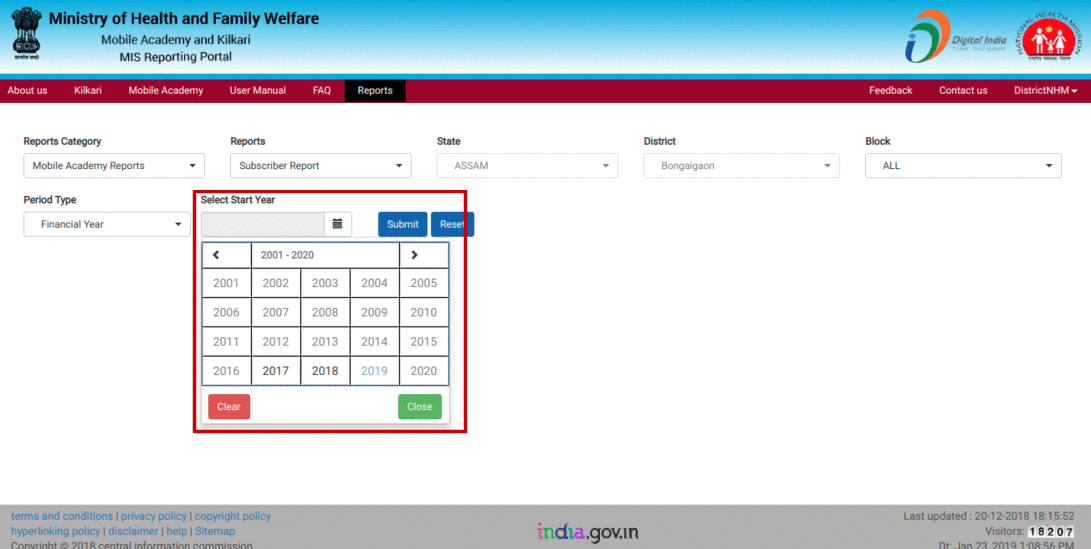 Ministry of Health and Family Welfare
Mobile Academy and Kilkari
MIS Reporting Portal
Digital India
Power To Empower
NATIONAL HEALTH MISSION
About us Kilkari Mobile Academy User Manual FAQ Reports Feedback Contact us DistrictNHM
Reports Category Reports State District Block
Mobile Academy Reports Subscriber Report ASSAM Bongaigaon ALL
Period Type Select Start Year
Financial Year Submit Reset
2001 - 2020
2001 2002 2003 2004 2005
2006 2007 2008 2009 2010
2011 2012 2013 2014 2015
2016 2017 2018 2019 2020
Clear Close
terms and conditions | privacy policy | copyright policy
hyperlinking policy | disclaimer | help | Sitemap
Copyright © 2018 central information commission
india.gov.in
Last updated : 20-12-2018 18:15:52
Visitors: 18207
Dt: Jan 23, 2019 1:08:56 PM